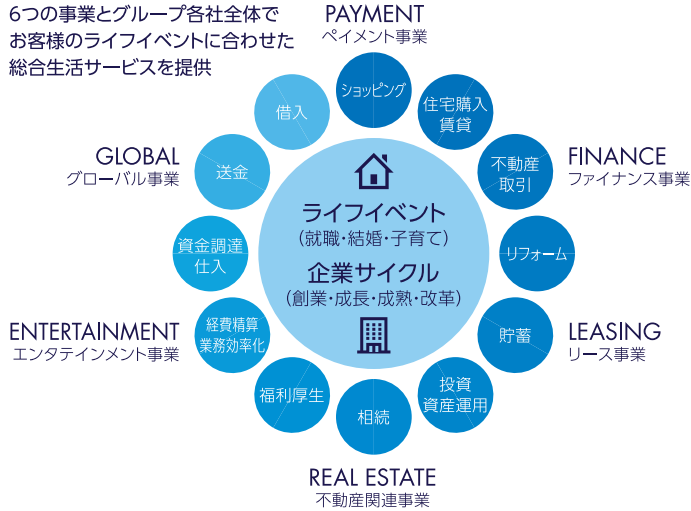 6つの事業とグループ各社全体で
お客様のライフイベントに合わせた
総合生活サービスを提供
PAYMENT
ペイメント事業
ショッピング
住宅購入
賃貸
不動産
取引
FINANCE
ファイナンス事業
リフォーム
貯蓄
LEASING
リース事業
投資
資産運用
相続
REAL ESTATE
不動産関連事業
福利厚生
経費精算
業務効率化
ENTERTAINMENT
エンタテインメント事業
資金調達
仕入
送金
GLOBAL
グローバル事業
借入
ライフイベント
（就職・結婚・子育て）
企業サイクル
（創業・成長・成熟・改革）